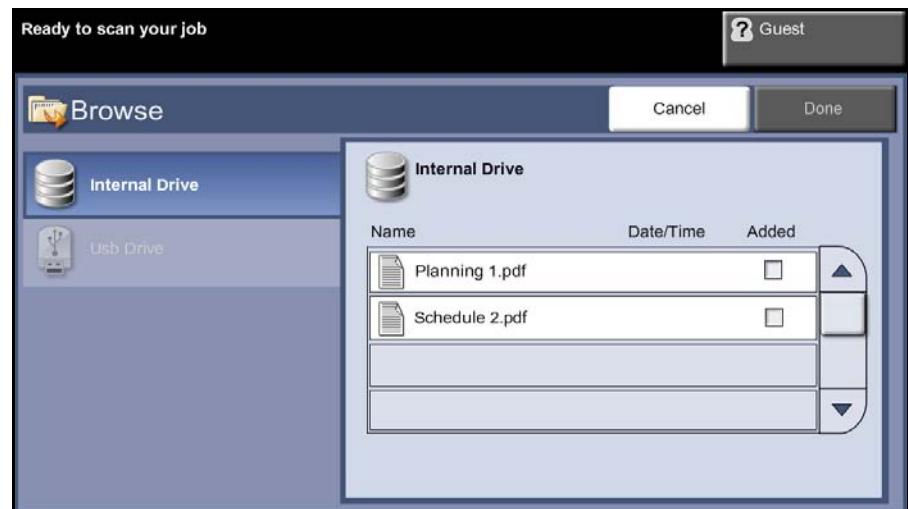 Ready to scan your job
Guest
Browse
Cancel
Done
Internal Drive
Usb Drive
Internal Drive
Name Date/Time Added
Planning 1.pdf
Schedule 2.pdf